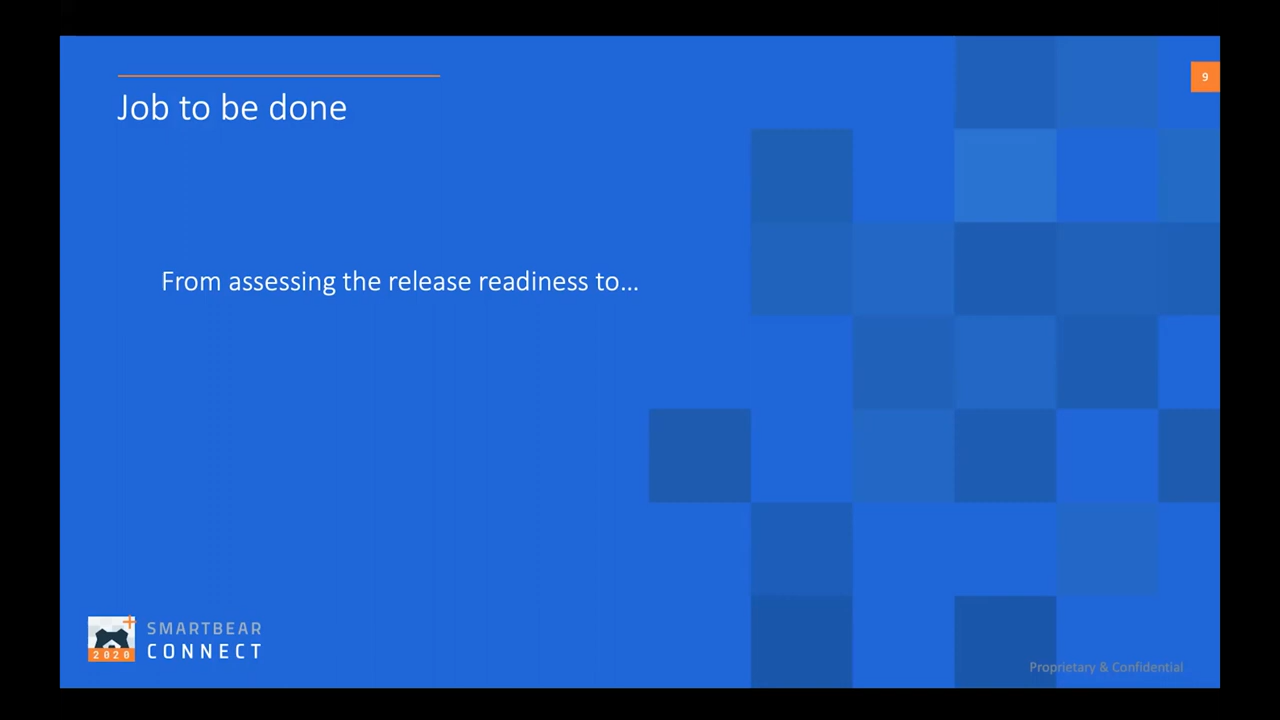 9
Job to be done
From assessing the release readiness to...
2020
SMARTBEAR
CONNECT
Proprietary & Confidential